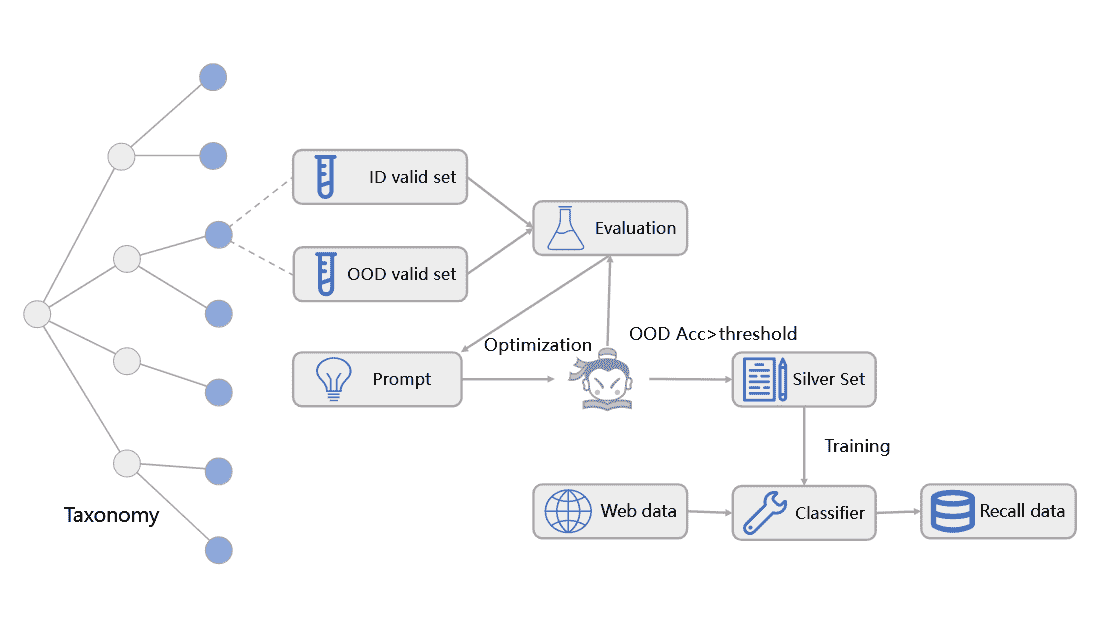 ID valid set
Evaluation
OOD valid set
OOD Acc>threshold
Optimization
Prompt
Silver Set
Training
Taxonomy
Web data
Classifier
Recall data